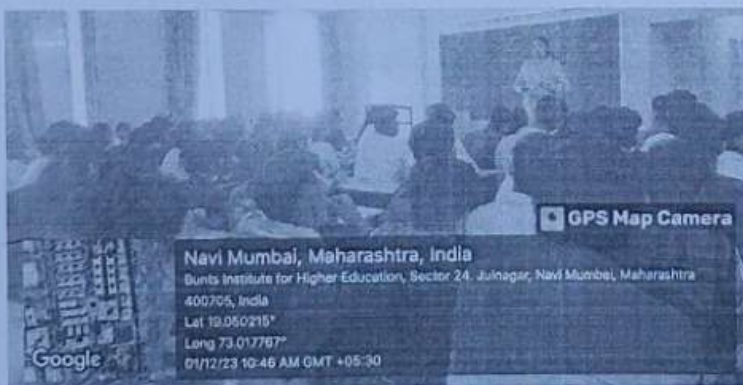 GPS Map Camera
Navi Mumbai, Maharashtra, India
Bunts Institute for Higher Education, Sector 24, Juinagar, Navi Mumbai, Maharashtra
400705, India
Lat 19.050215°
Long 73.017767°
01/12/23 10:46 AM GMT +05:30
Google